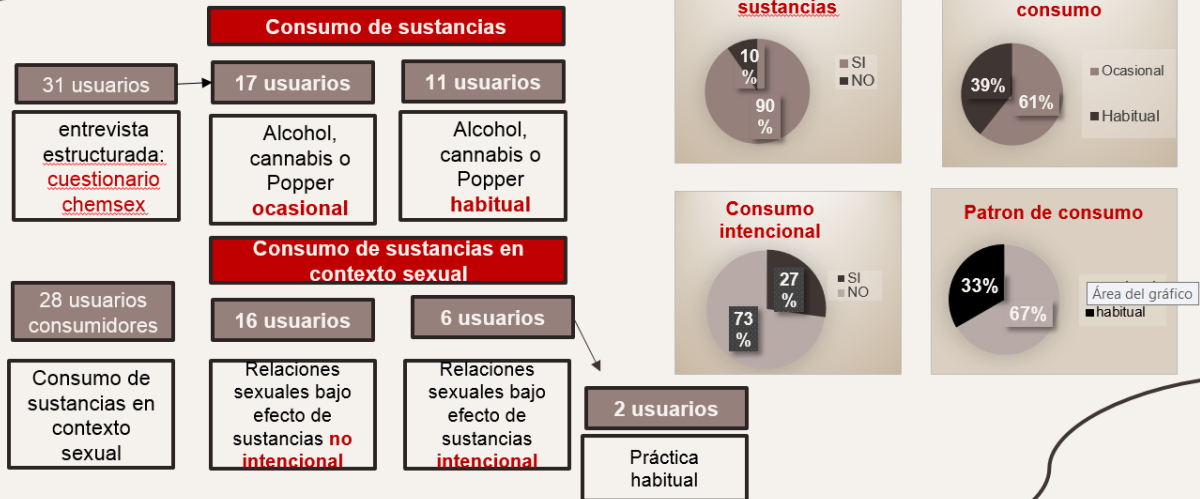 Consumo de sustancias
31 usuarios
17 usuarios
11 usuarios
entrevista
estructurada:
cuestionario
chemsex
Alcohol,
cannabis o
Popper
ocasional
Alcohol,
cannabis o
Popper
habitual
Consumo de sustancias en
contexto sexual
28 usuarios
consumidores
16 usuarios
6 usuarios
Consumo de
sustancias en
contexto
sexual
Relaciones
sexuales bajo
efecto de
sustancias no
intencional
Relaciones
sexuales bajo
efecto de
sustancias
intencional
2 usuarios
Práctica
habitual
sustancias
10
%
90
%
SI
NO
consumo
39%
61%
Ocasional
Habitual
Consumo
intencional
27
%
73
%
SI
NO
Patron de consumo
33%
67%
Área del gráfico
habitual